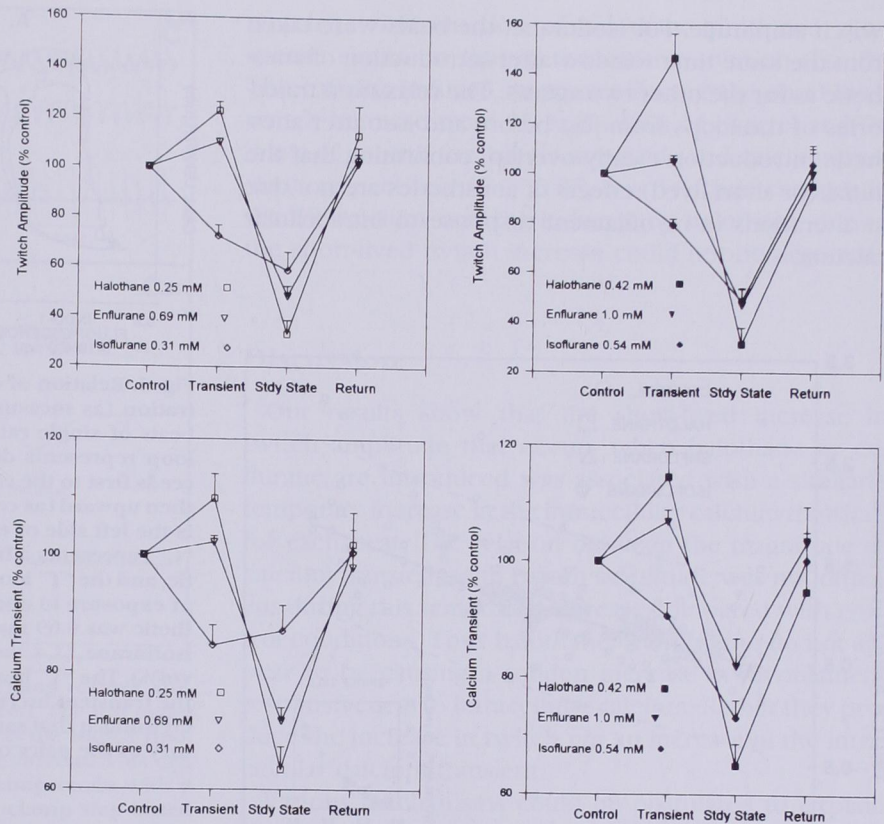 160
140
120
100
80
60
40
20
Twitch Amplitude (% control)
Halothane 0.25 mM
Enflurane 0.69 mM
Isoflurane 0.31 mM
Control Transient Stdy State Return
160
140
120
100
80
60
40
20
Twitch Amplitude (% control)
Halothane 0.42 mM
Enflurane 1.0 mM
Isoflurane 0.54 mM
Control Transient Stdy State Return
120
100
80
60
Calcium Transient (% control)
Halothane 0.25 mM
Enflurane 0.69 mM
Isoflurane 0.31 mM
Control Transient Stdy State Return
120
100
80
60
Calcium Transient (% control)
Halothane 0.42 mM
Enflurane 1.0 mM
Isoflurane 0.54 mM
Control Transient Stdy State Return